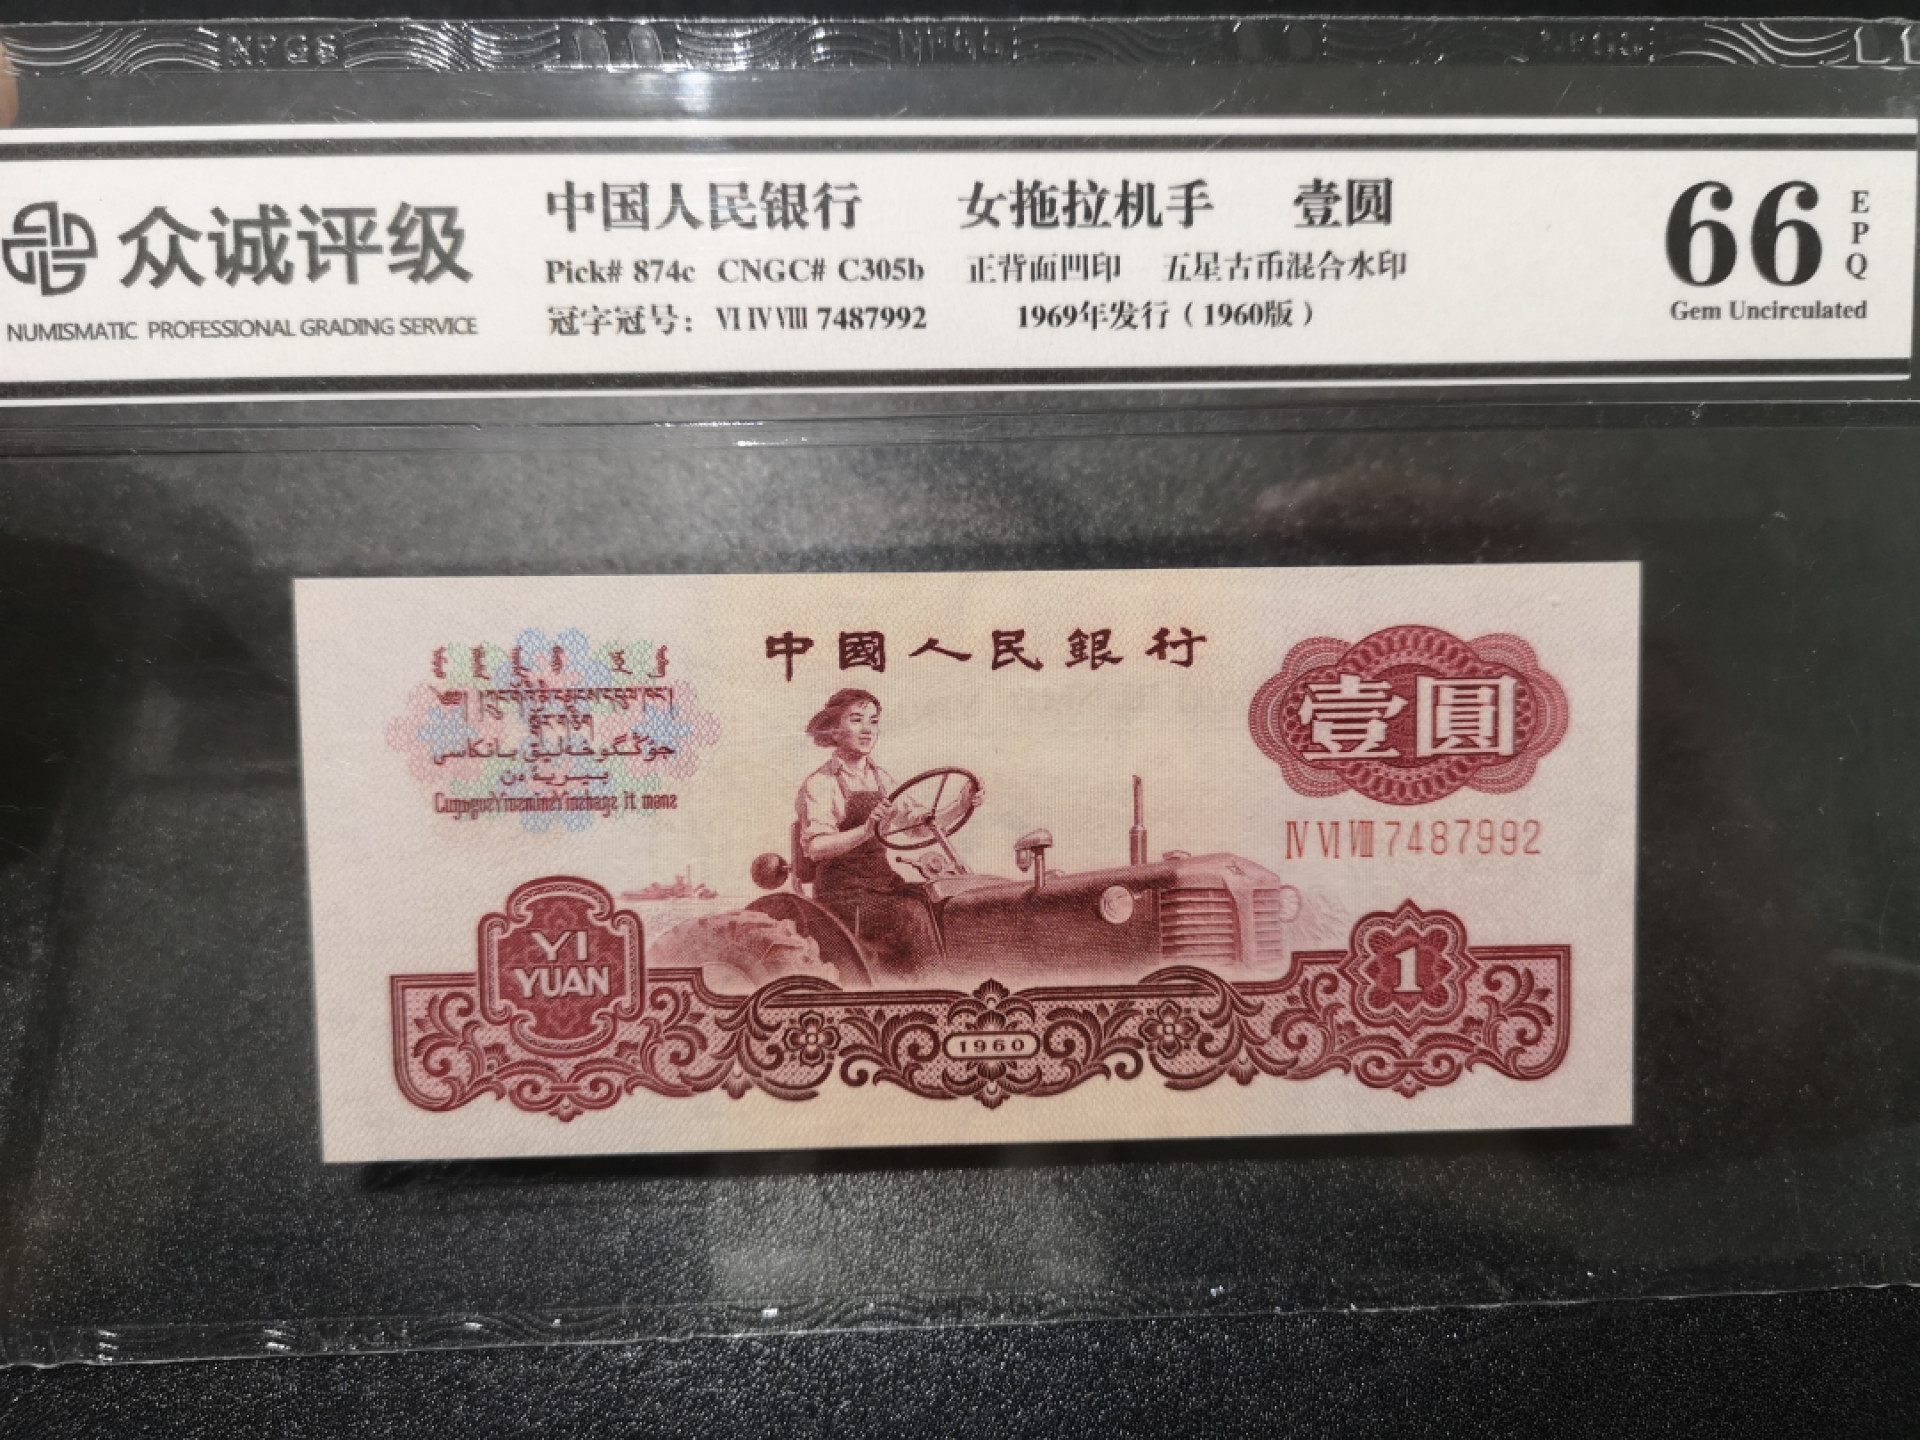 NPGS
众诚评级
NUMISMATIC PROFESSIONAL GRADING SERVICE
中国人民银行 女拖拉机手 壹圆
Pick# 874c CNGC# C305b 正背面凹印 五星古币混合水印
冠字冠号：VI IV VIII 7487992 1969年发行（1960版）
66 EPQ
Gem Uncirculated
中國人民銀行
壹圓
IV VI VIII 7487992
YI
YUAN
1
1960